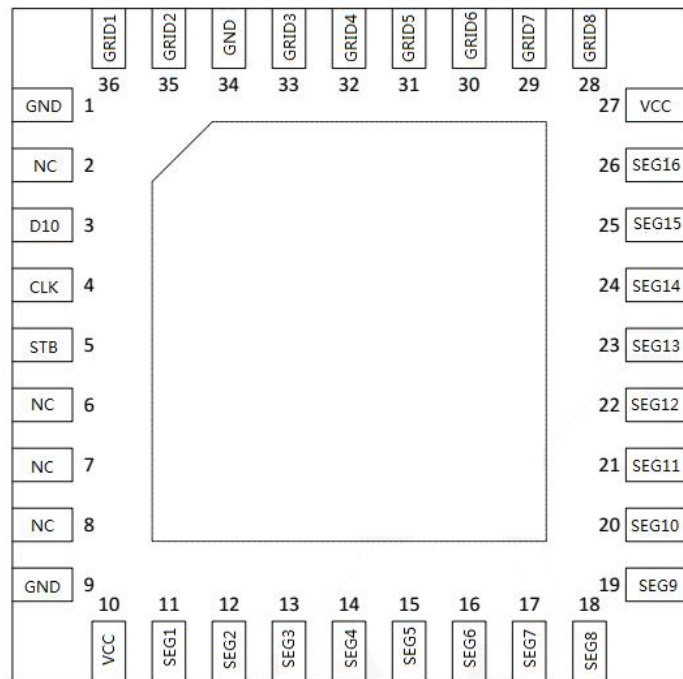 GRID1 GRID2 GND GRID3 GRID4 GRID5 GRID6 GRID7 GRID8
36 35 34 33 32 31 30 29 28
GND 1 27 VCC
NC 2 26 SEG16
D10 3 25 SEG15
CLK 4 24 SEG14
STB 5 23 SEG13
NC 6 22 SEG12
NC 7 21 SEG11
NC 8 20 SEG10
GND 9 19 SEG9
10 11 12 13 14 15 16 17 18
VCC SEG1 SEG2 SEG3 SEG4 SEG5 SEG6 SEG7 SEG8